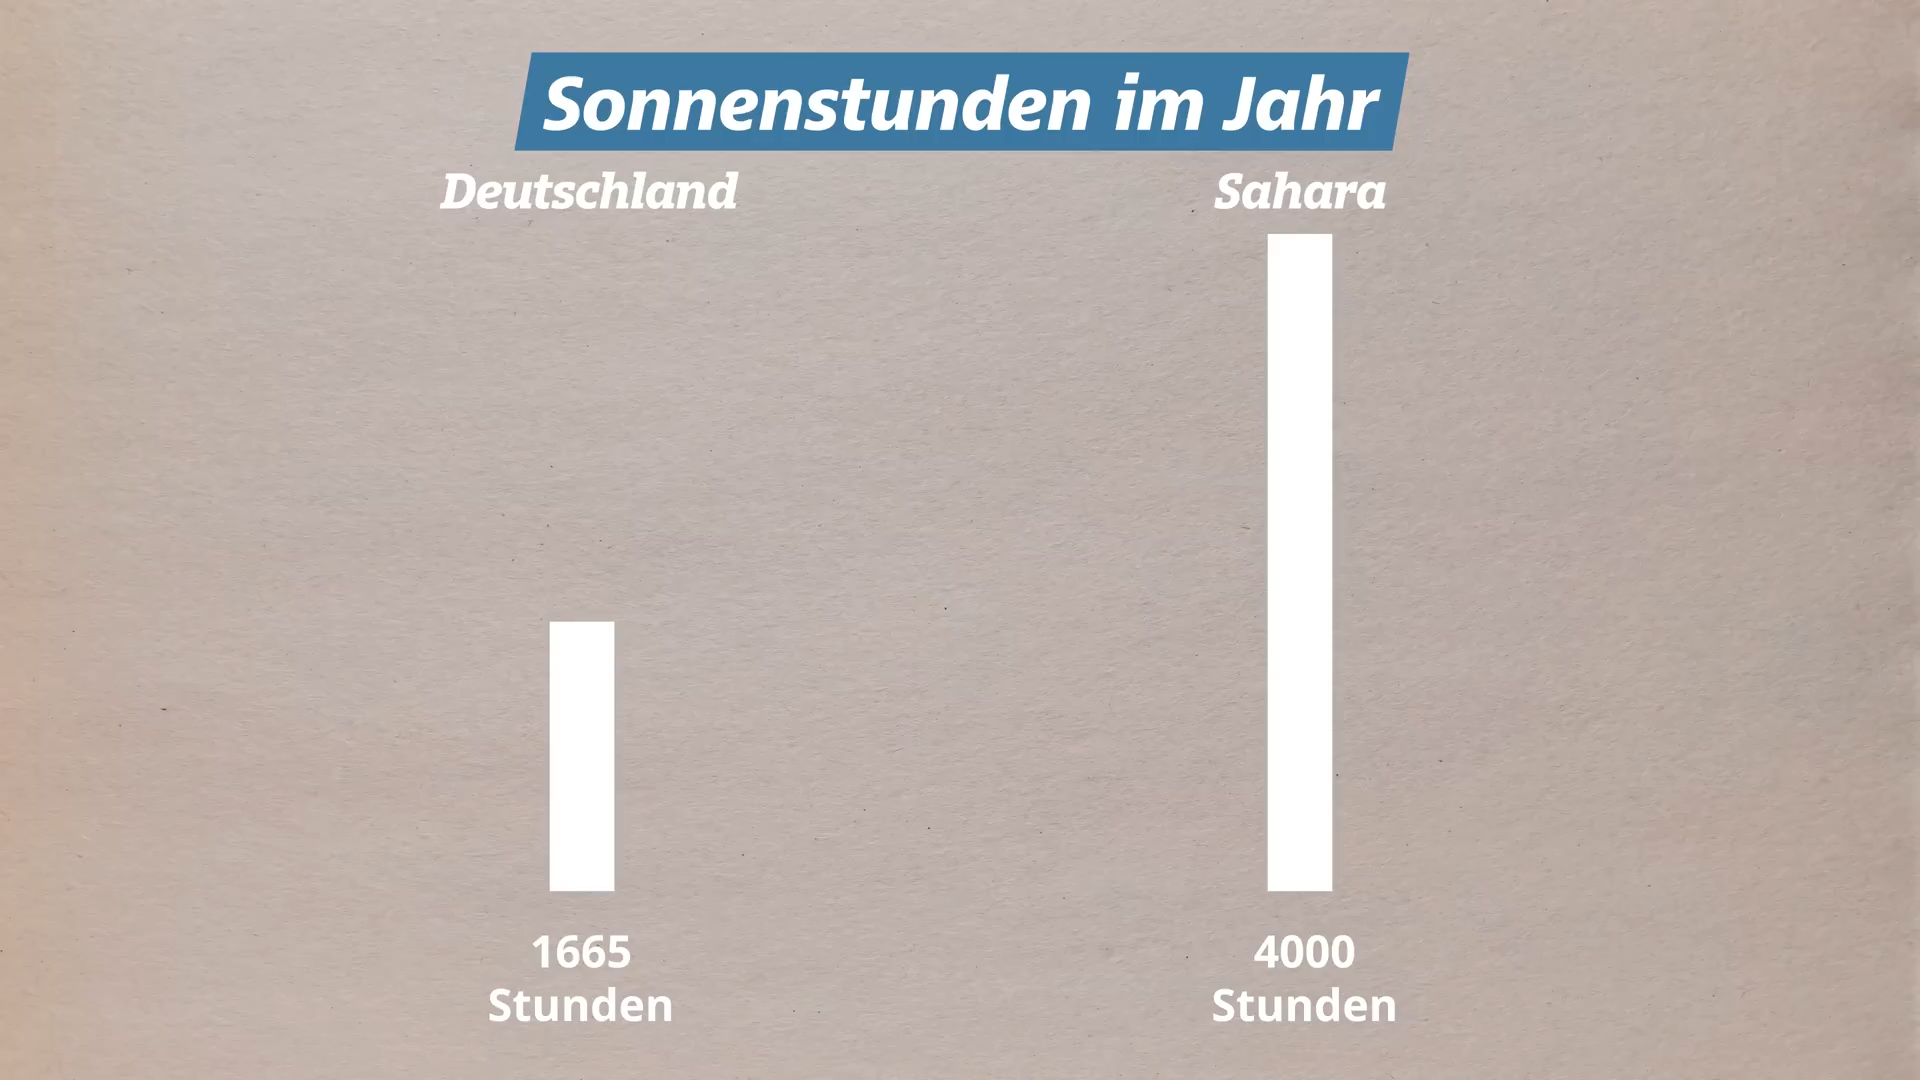 Sonnenstunden im Jahr
Deutschland
Sahara
1665
Stunden
4000
Stunden